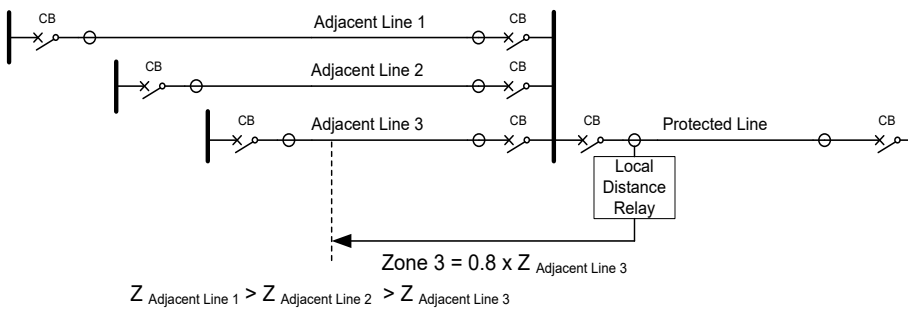 CB
Adjacent Line 1
CB
CB
Adjacent Line 2
CB
CB
Adjacent Line 3
CB
CB
Protected Line
CB
Local
Distance
Relay
Zone 3 = 0.8 x Z Adjacent Line 3
Z Adjacent Line 1 > Z Adjacent Line 2 > Z Adjacent Line 3